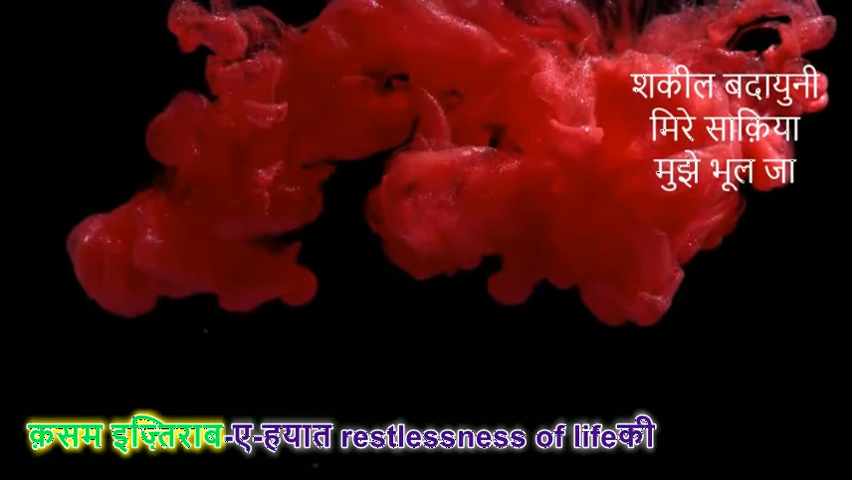 शकील बदायुनी
मिरे साक़िया
मुझे भूल जा
क़सम इज़्तिराब-ए-हयात restlessness of lifeकी